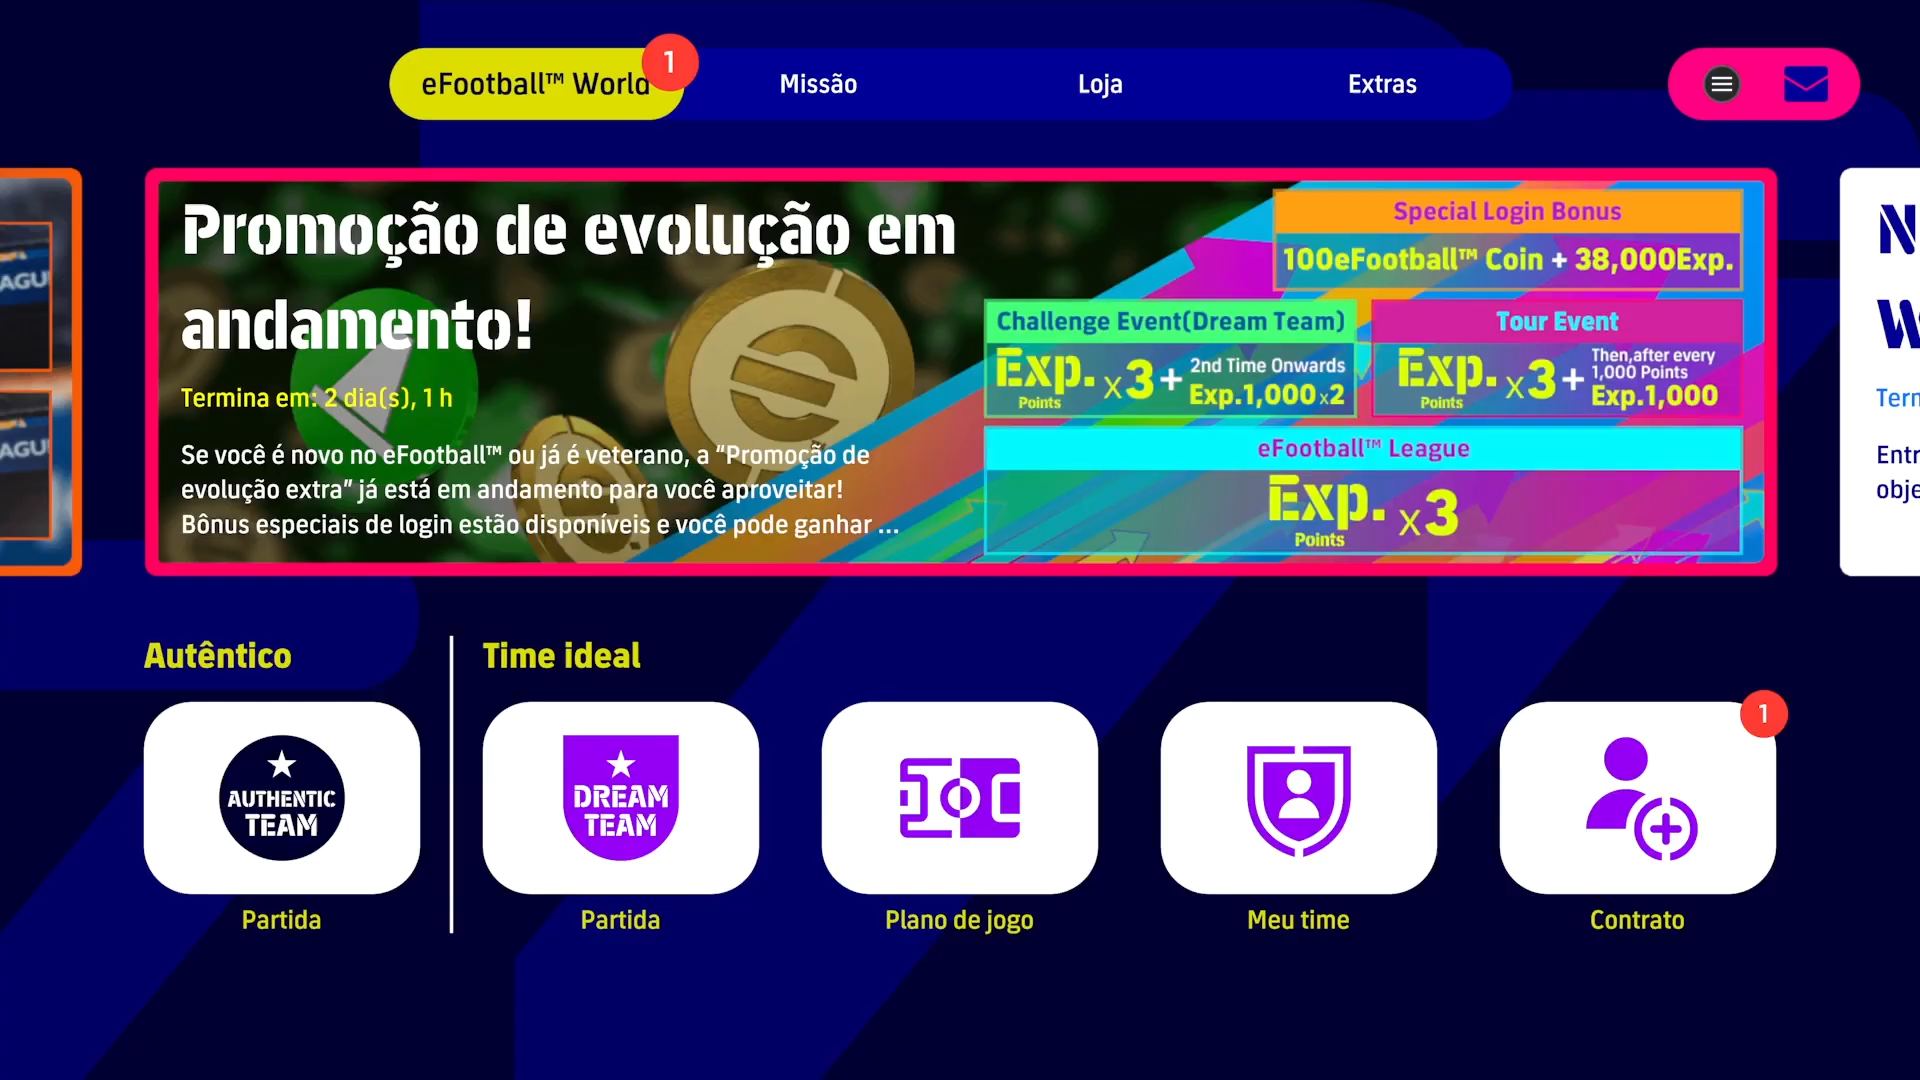 eFootball™ World
1
Missão
Loja
Extras
Promoção de evolução em
andamento!
Termina em: 2 dia(s), 1 h
Se você é novo no eFootball™ ou já é veterano, a “Promoção de
evolução extra” já está em andamento para você aproveitar!
Bônus especiais de login estão disponíveis e você pode ganhar ...
Special Login Bonus
100eFootball™ Coin + 38,000Exp.
Challenge Event(Dream Team)
Exp. x3+
Points
2nd Time Onwards
Exp.1,000x2
Tour Event
Exp. x3+
Points
Then,after every
1,000 Points
Exp.1,000
eFootball™ League
Exp. x3
Points
AGU
AGU
N
Entr
obje
Autêntico
Time ideal
AUTHENTIC
TEAM
DREAM
TEAM
1
Partida
Partida
Plano de jogo
Meu time
Contrato